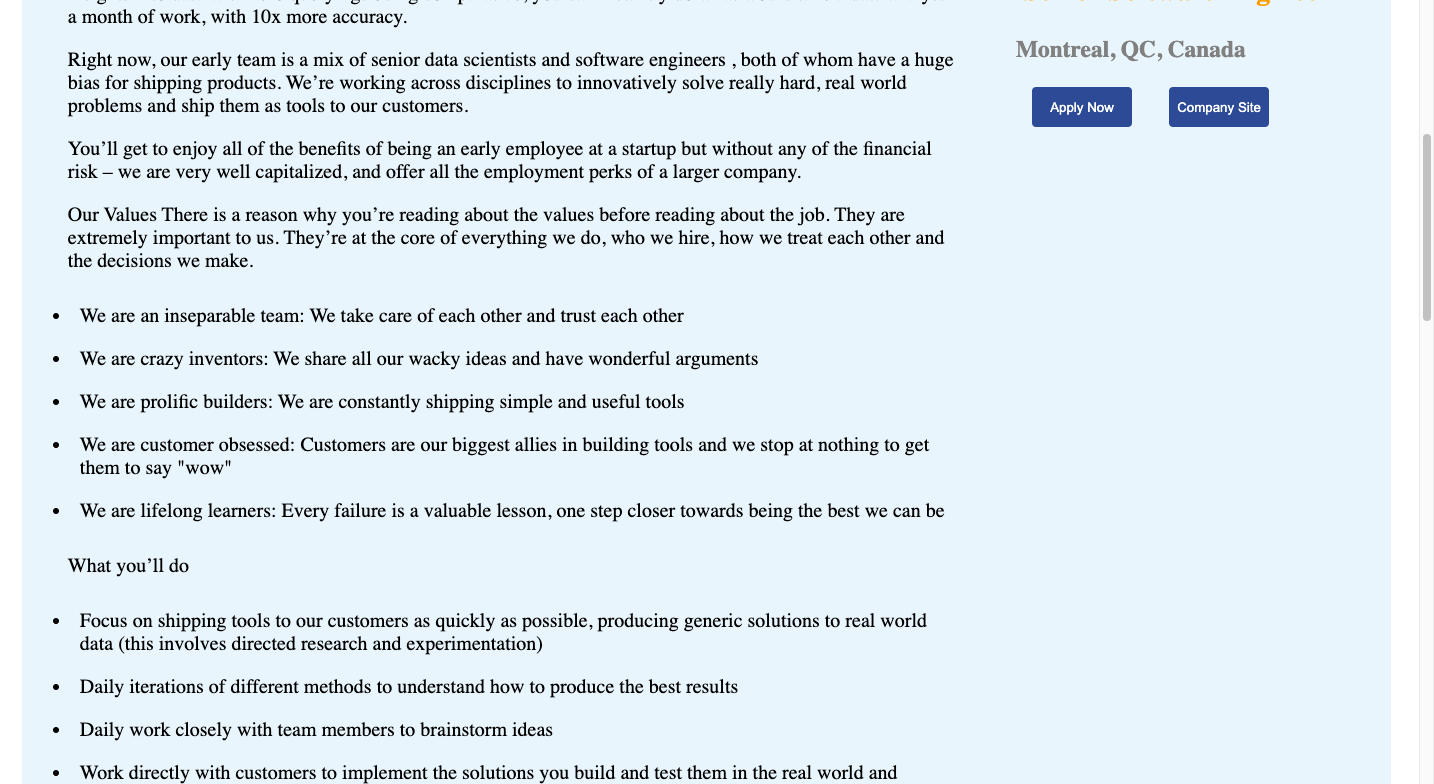 a month of work, with 10x more accuracy.
Right now, our early team is a mix of senior data scientists and software engineers , both of whom have a huge
bias for shipping products. We’re working across disciplines to innovatively solve really hard, real world
problems and ship them as tools to our customers.
You’ll get to enjoy all of the benefits of being an early employee at a startup but without any of the financial
risk – we are very well capitalized, and offer all the employment perks of a larger company.
Our Values There is a reason why you’re reading about the values before reading about the job. They are
extremely important to us. They’re at the core of everything we do, who we hire, how we treat each other and
the decisions we make.
• We are an inseparable team: We take care of each other and trust each other
• We are crazy inventors: We share all our wacky ideas and have wonderful arguments
• We are prolific builders: We are constantly shipping simple and useful tools
• We are customer obsessed: Customers are our biggest allies in building tools and we stop at nothing to get
them to say "wow"
• We are lifelong learners: Every failure is a valuable lesson, one step closer towards being the best we can be
What you’ll do
• Focus on shipping tools to our customers as quickly as possible, producing generic solutions to real world
data (this involves directed research and experimentation)
• Daily iterations of different methods to understand how to produce the best results
• Daily work closely with team members to brainstorm ideas
• Work directly with customers to implement the solutions you build and test them in the real world and
Montreal, QC, Canada
Apply Now
Company Site